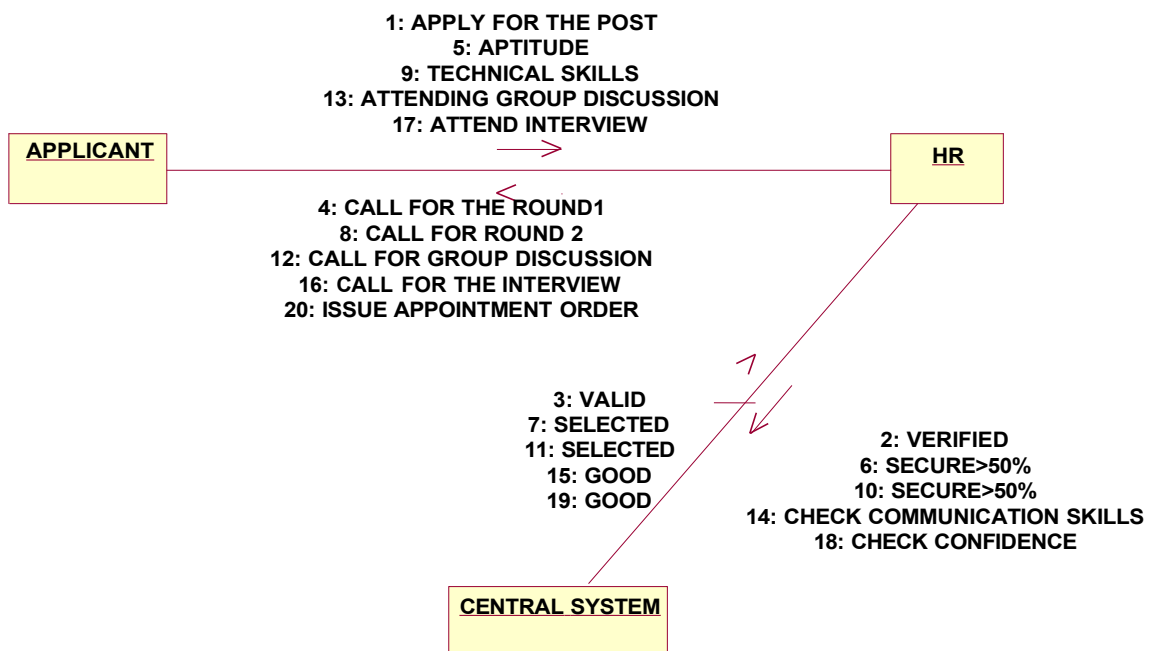 1: APPLY FOR THE POST
5: APTITUDE
9: TECHNICAL SKILLS
13: ATTENDING GROUP DISCUSSION
17: ATTEND INTERVIEW
APPLICANT
HR
4: CALL FOR THE ROUND1
8: CALL FOR ROUND 2
12: CALL FOR GROUP DISCUSSION
16: CALL FOR THE INTERVIEW
20: ISSUE APPOINTMENT ORDER
3: VALID
7: SELECTED
11: SELECTED
15: GOOD
19: GOOD
2: VERIFIED
6: SECURE>50%
10: SECURE>50%
14: CHECK COMMUNICATION SKILLS
18: CHECK CONFIDENCE
CENTRAL SYSTEM